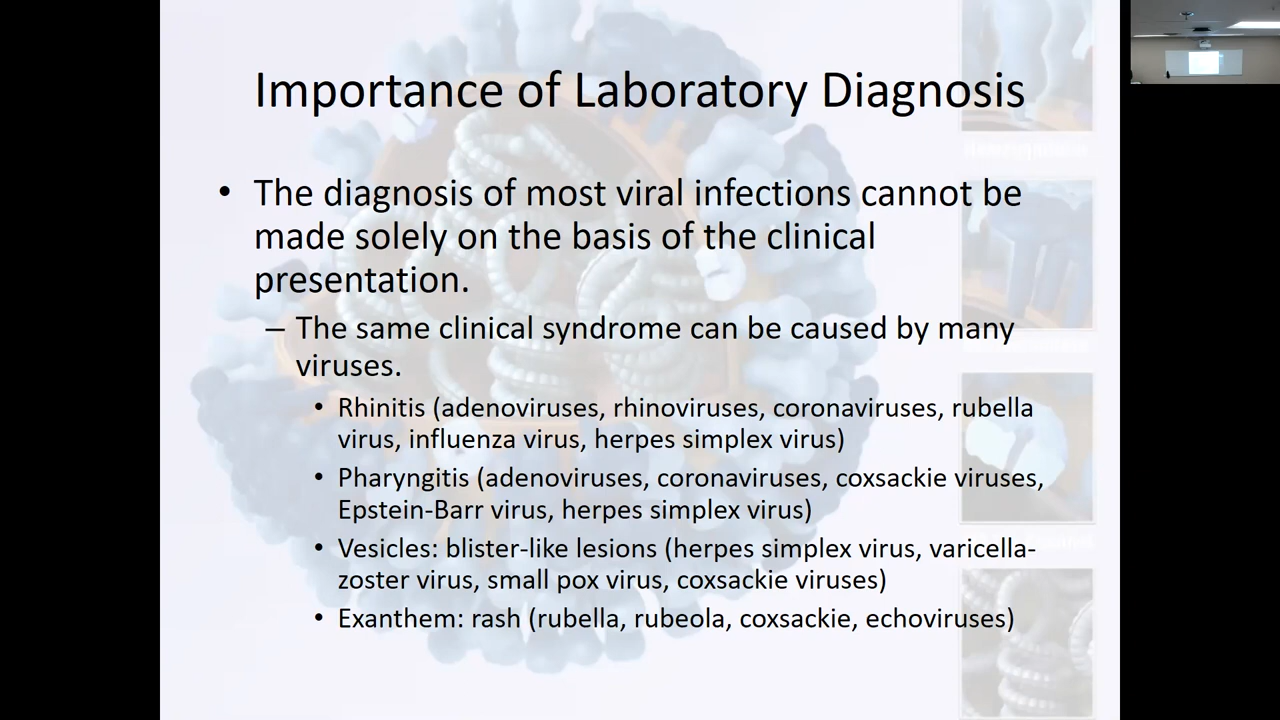 Importance of Laboratory Diagnosis
• The diagnosis of most viral infections cannot be
made solely on the basis of the clinical
presentation.
– The same clinical syndrome can be caused by many
viruses.
• Rhinitis (adenoviruses, rhinoviruses, coronaviruses, rubella
virus, influenza virus, herpes simplex virus)
• Pharyngitis (adenoviruses, coronaviruses, coxsackie viruses,
Epstein-Barr virus, herpes simplex virus)
• Vesicles: blister-like lesions (herpes simplex virus, varicella-
zoster virus, small pox virus, coxsackie viruses)
• Exanthem: rash (rubella, rubeola, coxsackie, echoviruses)